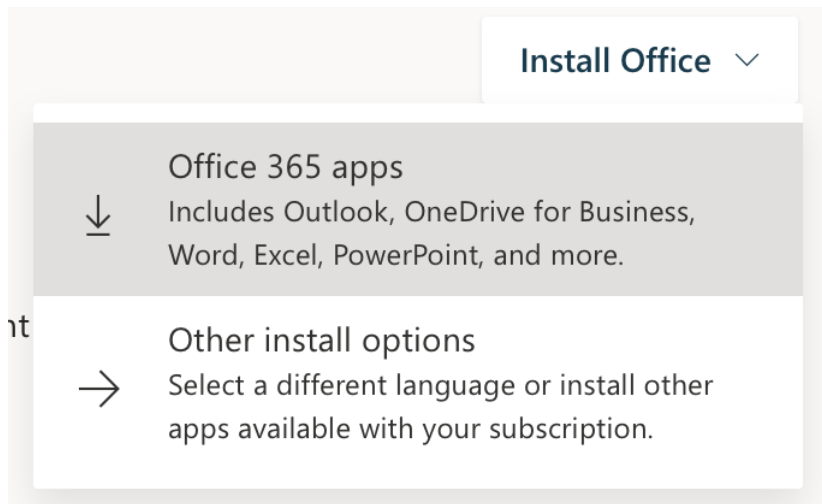 Install Office
Office 365 apps
Includes Outlook, OneDrive for Business,
Word, Excel, PowerPoint, and more.
nt
Other install options
Select a different language or install other
apps available with your subscription.